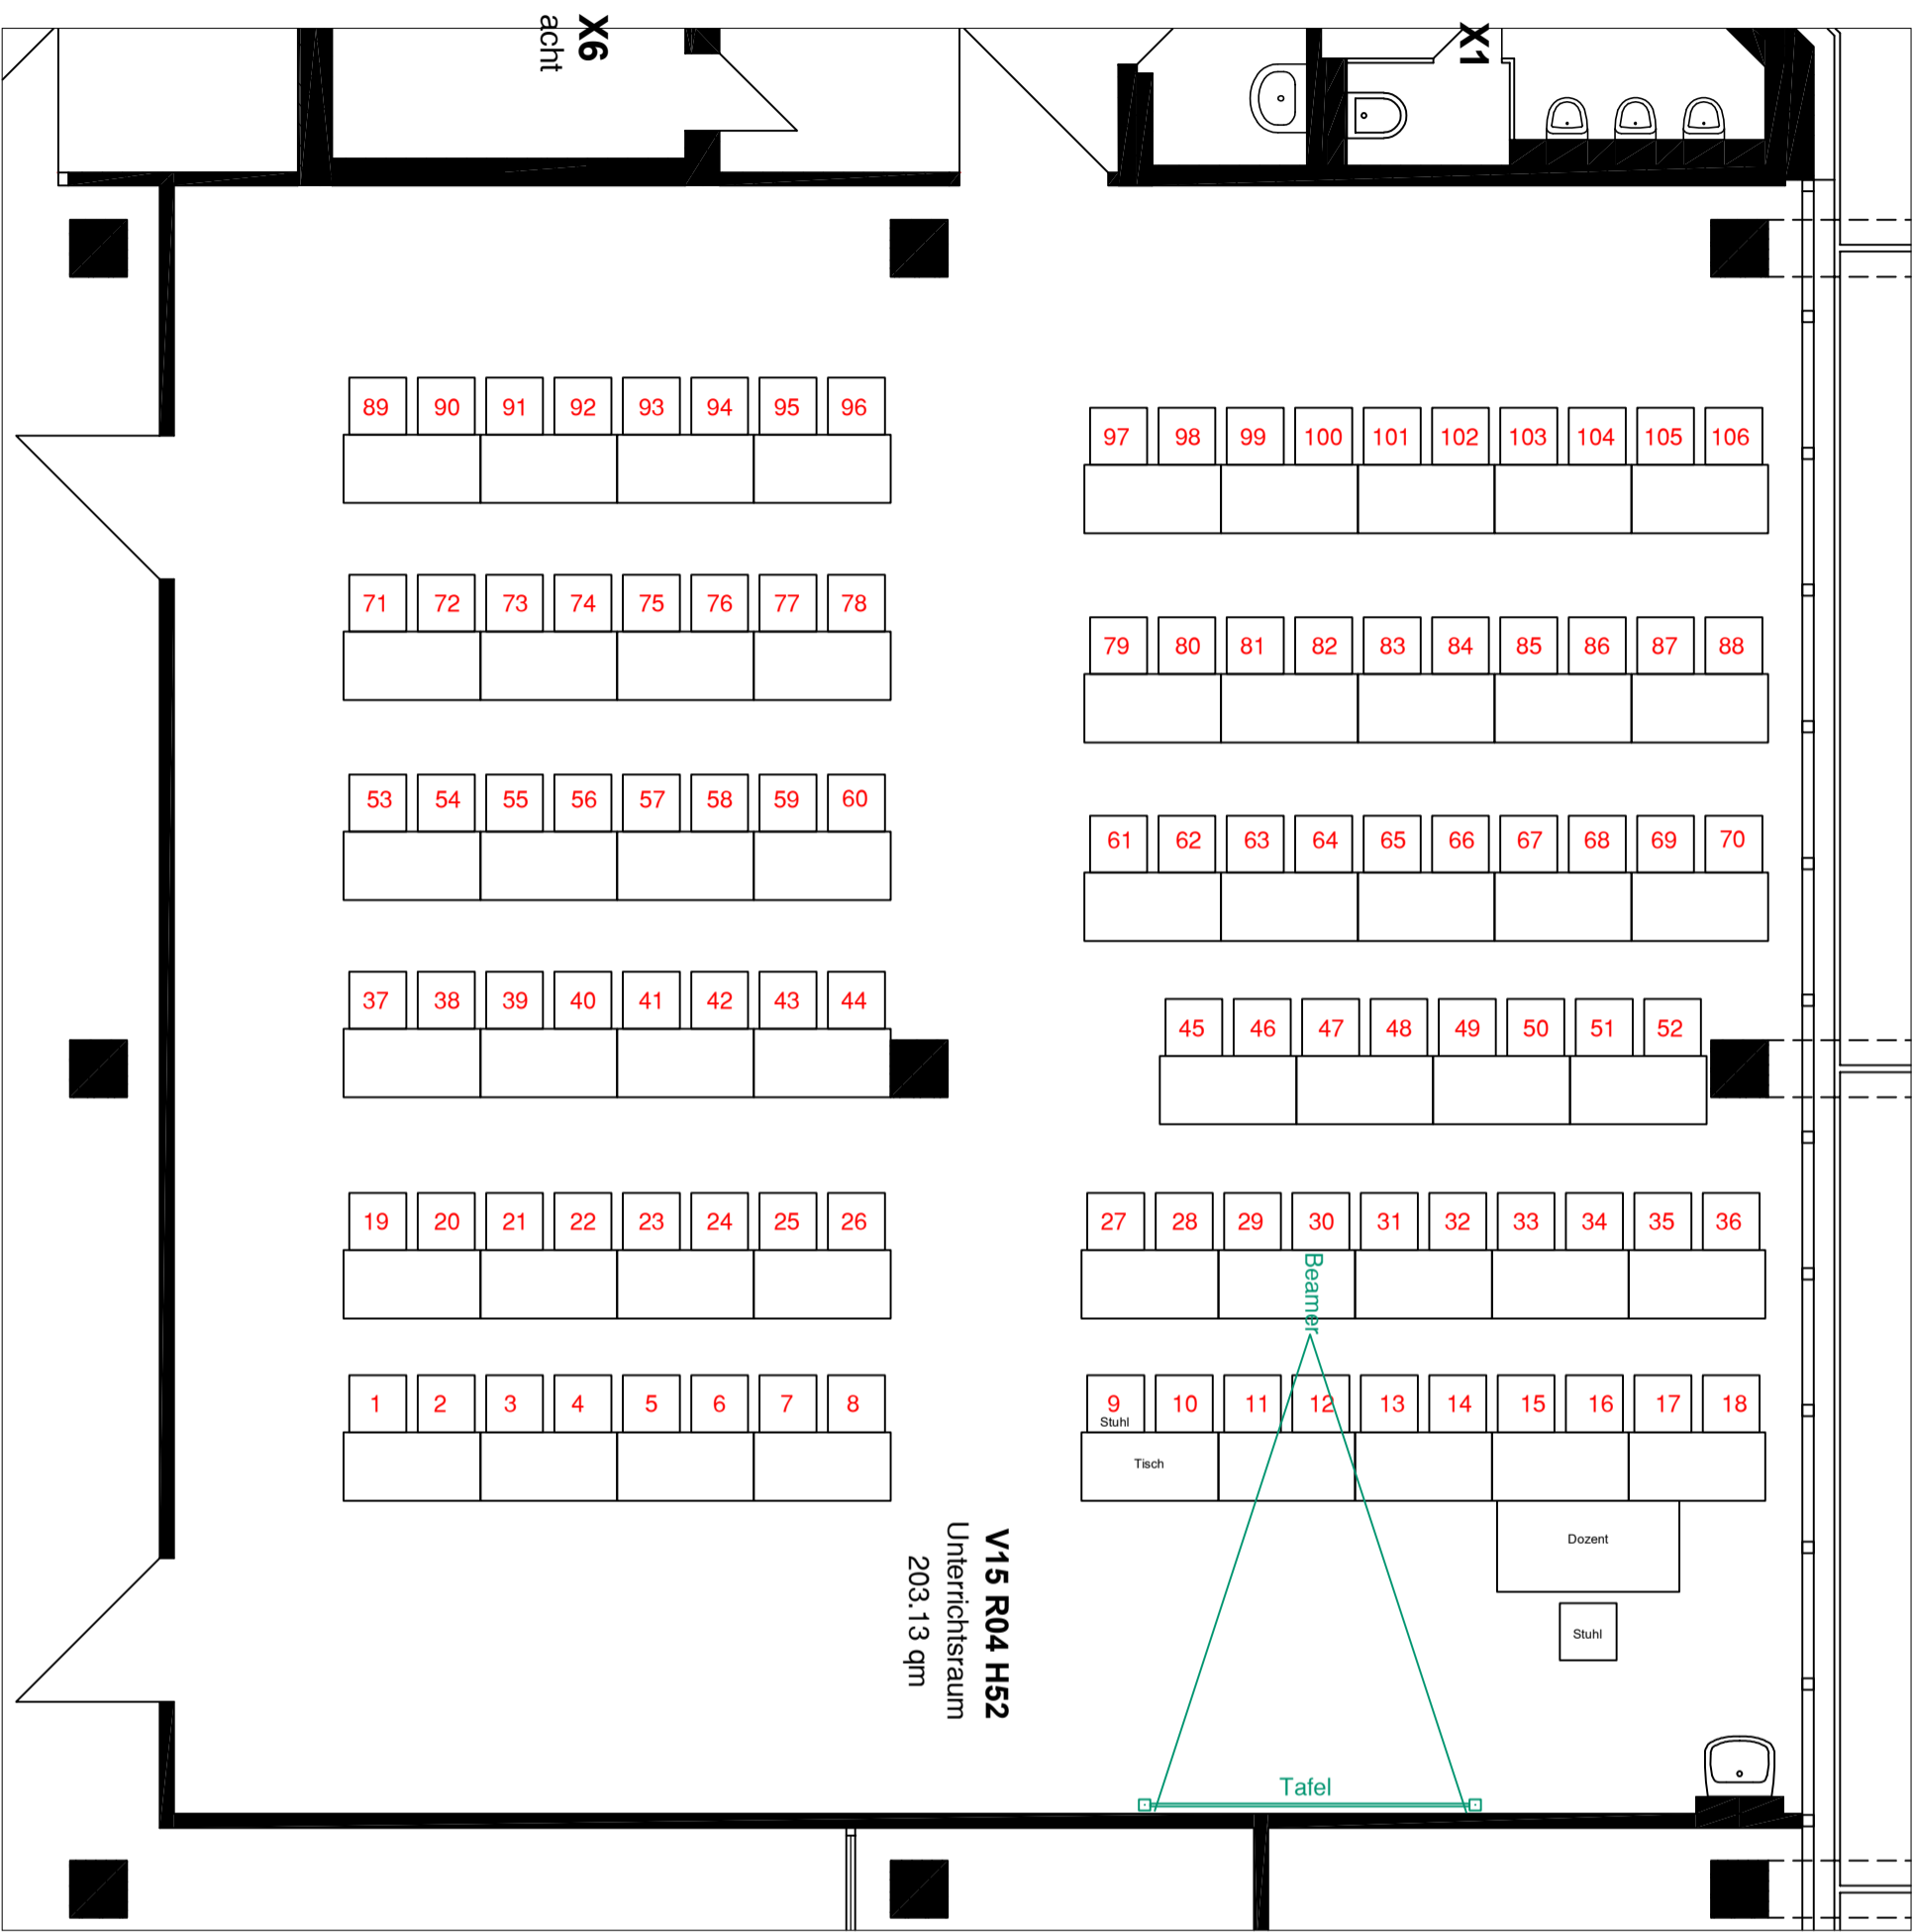 X6
acht
X1
89 90 91 92 93 94 95 96
97 98 99 100 101 102 103 104 105 106
71 72 73 74 75 76 77 78
79 80 81 82 83 84 85 86 87 88
53 54 55 56 57 58 59 60
61 62 63 64 65 66 67 68 69 70
37 38 39 40 41 42 43 44
45 46 47 48 49 50 51 52
19 20 21 22 23 24 25 26
27 28 29 30 31 32 33 34 35 36
Beamer
1 2 3 4 5 6 7 8
9 10 11 12 13 14 15 16 17 18
Stuhl
Tisch
Dozent
Stuhl
V15 R04 H52
Unterrichtsraum
203.13 qm
Tafel